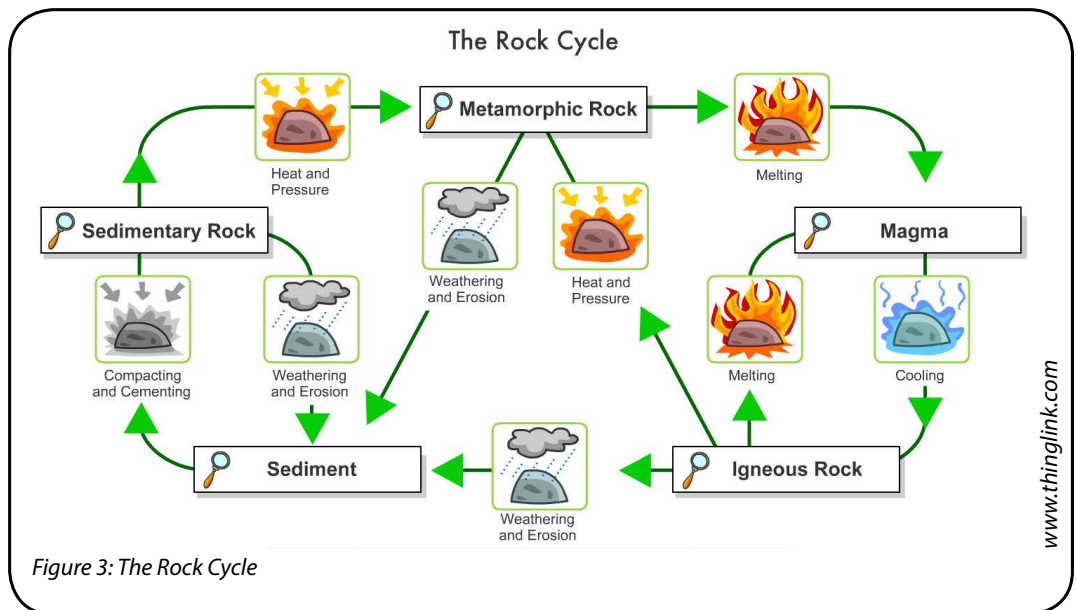 The Rock Cycle
Heat and
Pressure
Metamorphic Rock
Melting
Sedimentary Rock
Weathering
and Erosion
Heat and
Pressure
Magma
Compacting
and Cementing
Weathering
and Erosion
Melting
Cooling
Sediment
Weathering
and Erosion
Igneous Rock
www.thinglink.com
Figure 3: The Rock Cycle